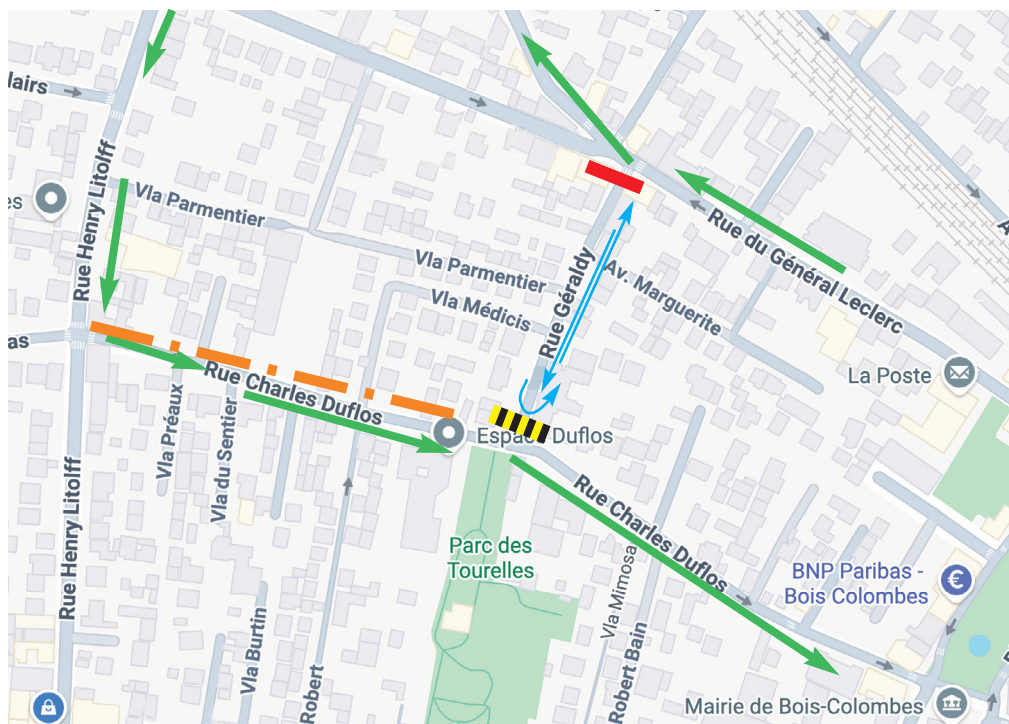 lairs
es
Rue Henry Litolff
Vla Parmentier
Vla Parmentier
Vla Médicis
Rue Géraldy
Av. Marguerite
Rue du Général Leclerc
La Poste
as
Rue Charles Duflos
Vla Préaux
Vla du Sentier
Espace Duflos
Rue Charles Duflos
Rue Henry Litolff
Parc des
Tourelles
Vla Mimosa
BNP Paribas -
Bois Colombes
€
Vla Burtin
Robert
Robert Bain
Mairie de Bois-Colombes